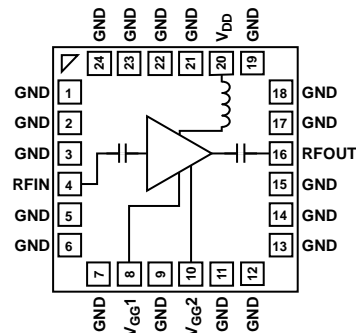 GND GND GND GND VDD GND
24 23 22 21 20 19
GND 1
GND 2
GND 3
RFIN 4
GND 5
GND 6
18 GND
17 GND
16 RFOUT
15 GND
14 GND
13 GND
7 8 9 10 11 12
GND VGG1 GND VGG2 GND GND